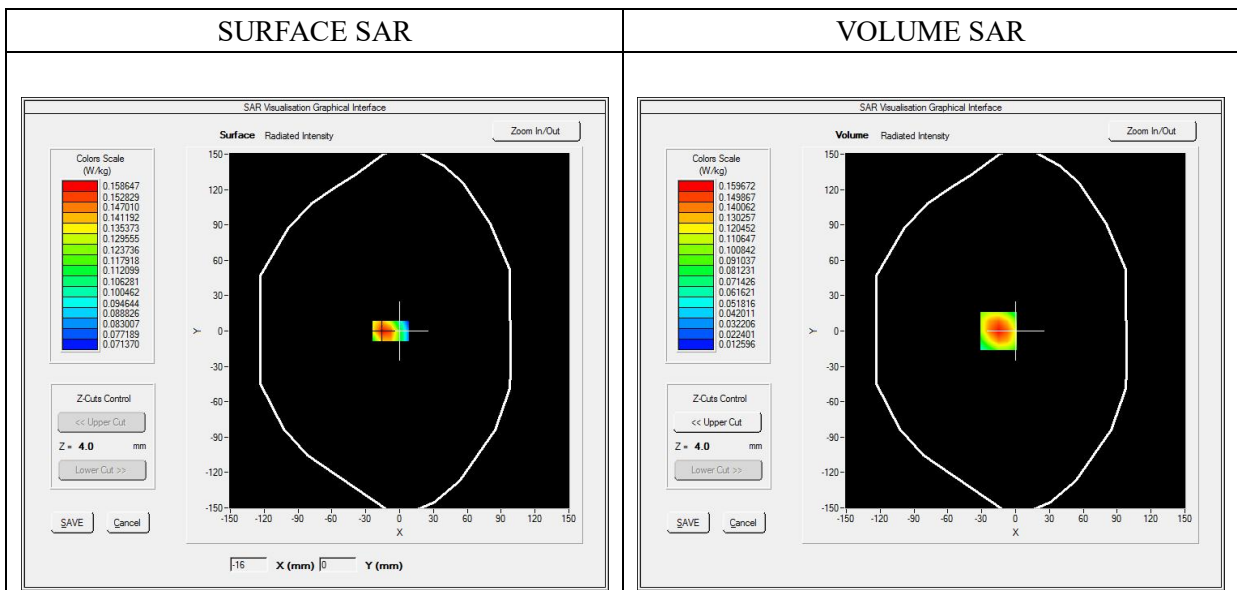 SURFACE SAR
VOLUME SAR
SAR Visualisation Graphical Interface
Surface Radiated Intensity
Zoom In/Out
Colors Scale
(W/kg)
0.158647
0.152829
0.147010
0.141192
0.135373
0.129555
0.123736
0.117918
0.112099
0.106281
0.100462
0.094644
0.088826
0.083007
0.077189
0.071370
Z-Cuts Control
<< Upper Cut
Z = 4.0 mm
Lower Cut >>
SAVE Cancel
150
120
90
60
30
0
-30
-60
-90
-120
-150
Y
-150 -120 -90 -60 -30 0 30 60 90 120 150
X
-16 X (mm) 0 Y (mm)
SAR Visualisation Graphical Interface
Volume Radiated Intensity
Zoom In/Out
Colors Scale
(W/kg)
0.159672
0.149867
0.140062
0.130257
0.120452
0.110647
0.100842
0.091037
0.081231
0.071426
0.061621
0.051816
0.042011
0.032206
0.022401
0.012596
Z-Cuts Control
<< Upper Cut
Z = 4.0 mm
Lower Cut >>
SAVE Cancel
150
120
90
60
30
0
-30
-60
-90
-120
-150
Y
-150 -120 -90 -60 -30 0 30 60 90 120 150
X